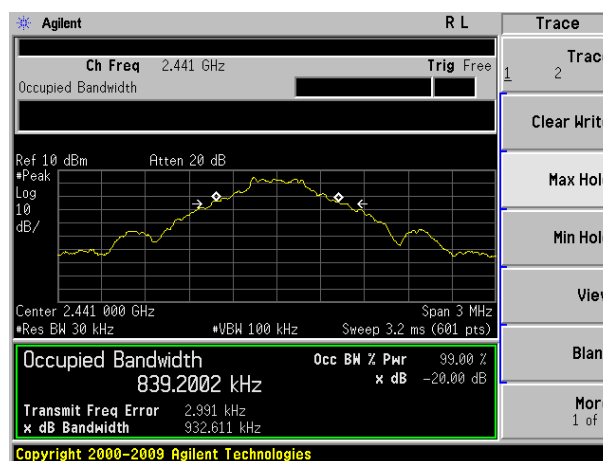 Agilent R L Trace
Ch Freq 2.441 GHz Trig Free
Occupied Bandwidth
Trac
1 2
Clear Writ
Max Hol
Min Hol
Vie
Blan
Mor
1 of
Ref 10 dBm Atten 20 dB
#Peak
Log
10
dB/
Center 2.441 000 GHz Span 3 MHz
#Res BW 30 kHz #VBW 100 kHz Sweep 3.2 ms (601 pts)
Occupied Bandwidth Occ BW % Pwr 99.00 %
839.2002 kHz x dB -20.00 dB
Transmit Freq Error 2.991 kHz
x dB Bandwidth 932.611 kHz
Copyright 2000-2009 Agilent Technologies